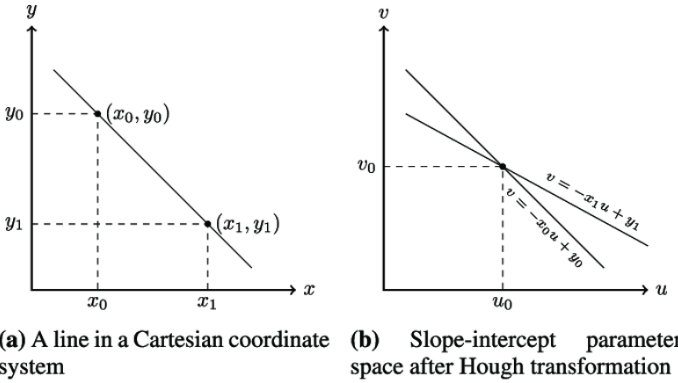 y
y₀
(x₀, y₀)
y₁
(x₁, y₁)
x₀
x₁
x
v
v₀
v = −x₁u + y₁
v = −x₀u + y₀
u₀
u
(a) A line in a Cartesian coordinate
system
(b) Slope-intercept parameter
space after Hough transformation